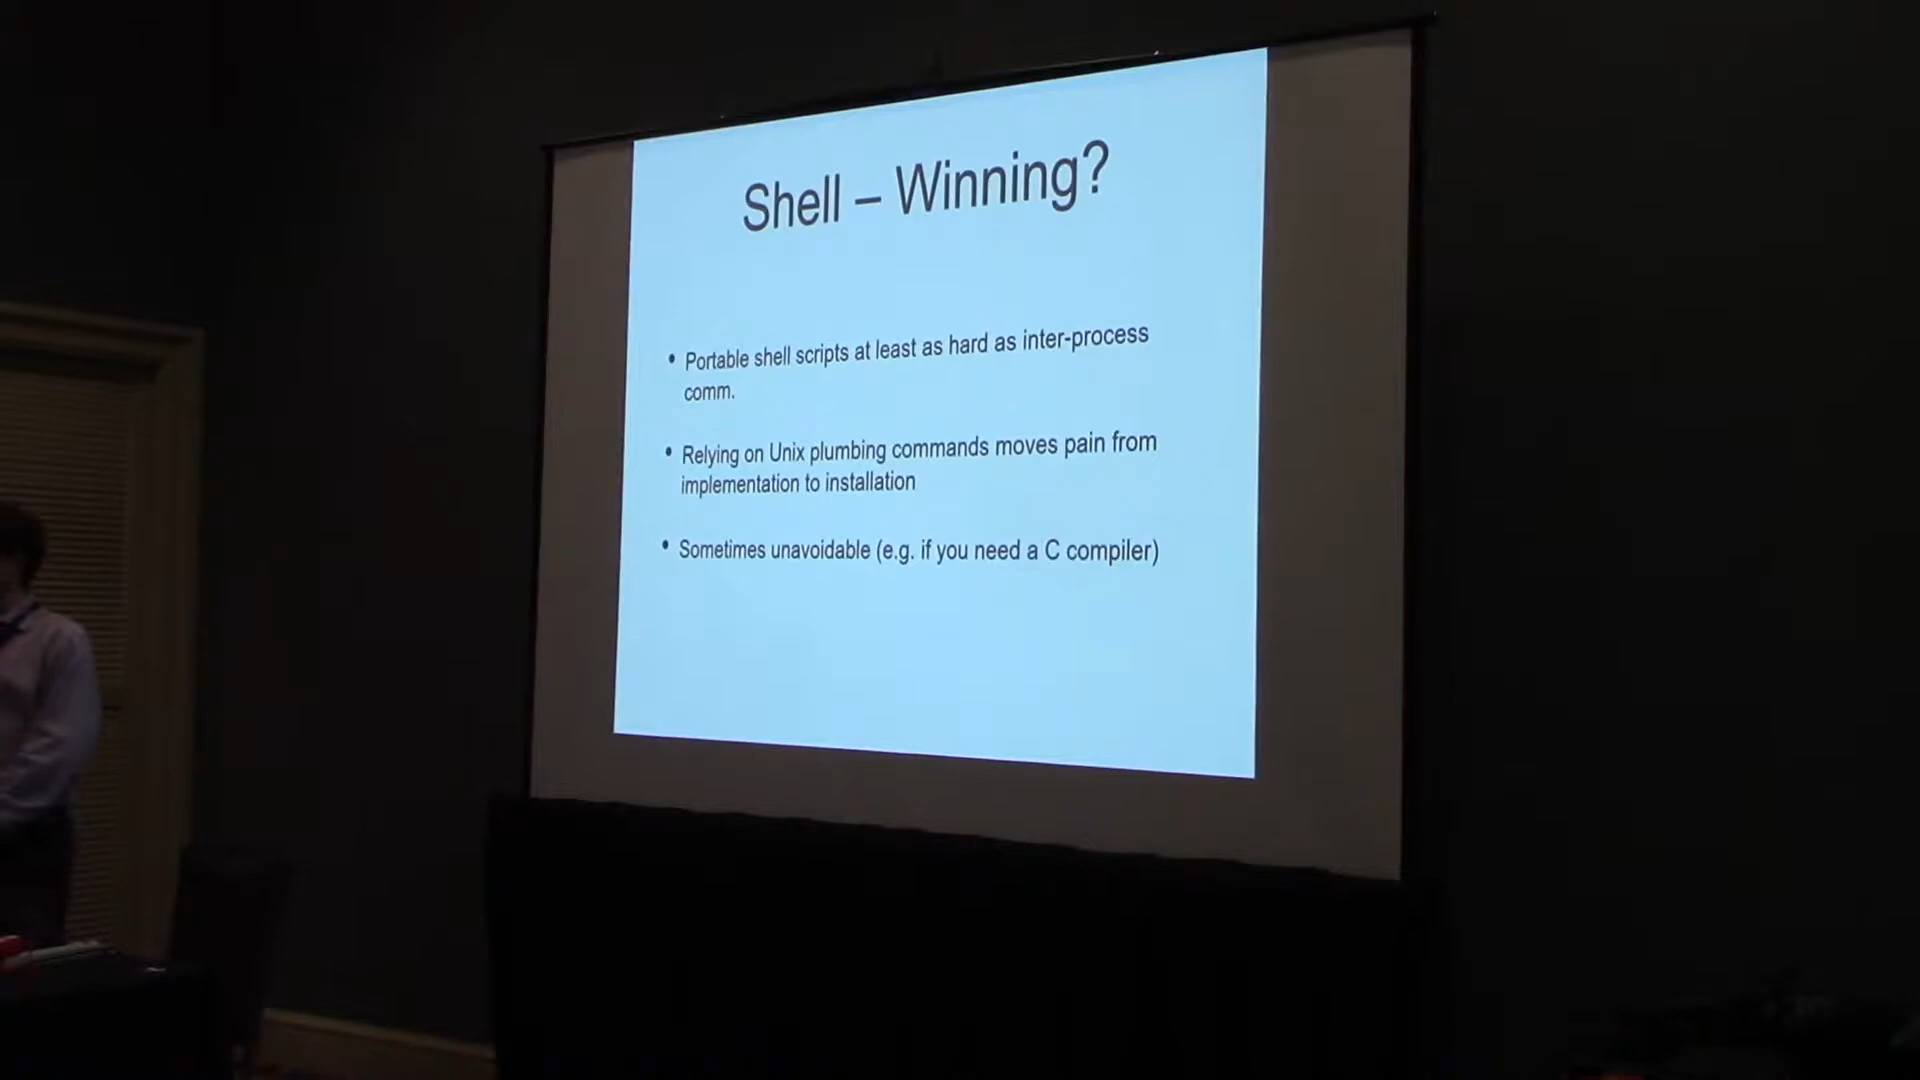 Shell – Winning?
• Portable shell scripts at least as hard as inter-process
comm.
• Relying on Unix plumbing commands moves pain from
implementation to installation
• Sometimes unavoidable (e.g. if you need a C compiler)